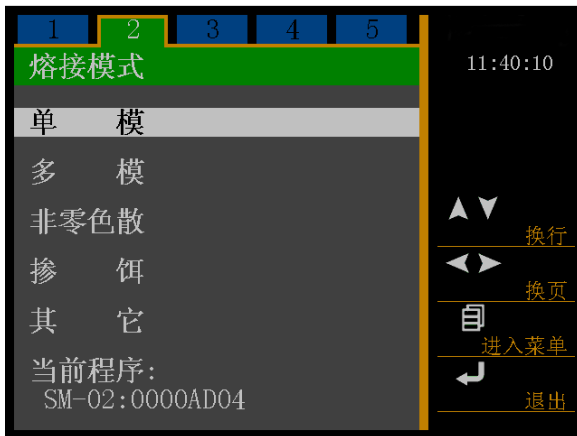 1 2 3 4 5
熔接模式
11:40:10
单 模
多 模
非零色散
掺 饵
其 它
当前程序:
SM-02:0000AD04
换行
换页
进入菜单
退出